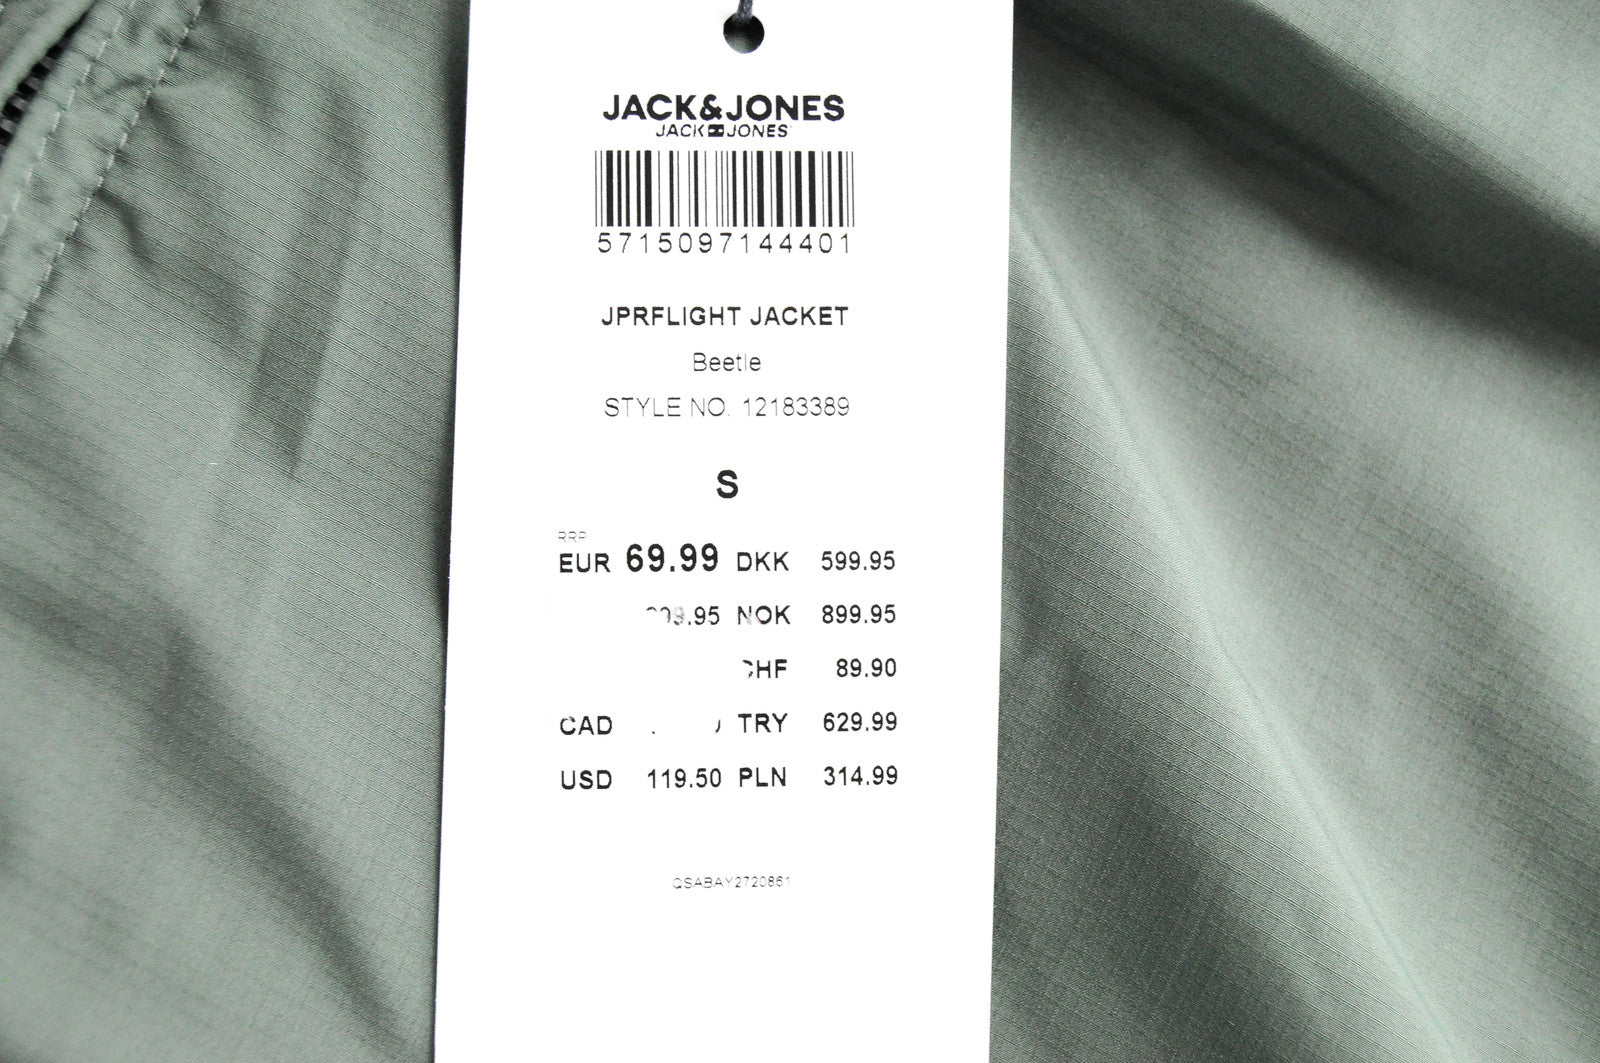 JACK&JONES
JACK JONES
5715097144401
JPRFLIGHT JACKET
Beetle
STYLE NO. 12183389
S
RRP
EUR 69.99 DKK 599.95
NOK 899.95
CHF 89.90
CAD TRY 629.99
USD 119.50 PLN 314.99
QSABAY2720861